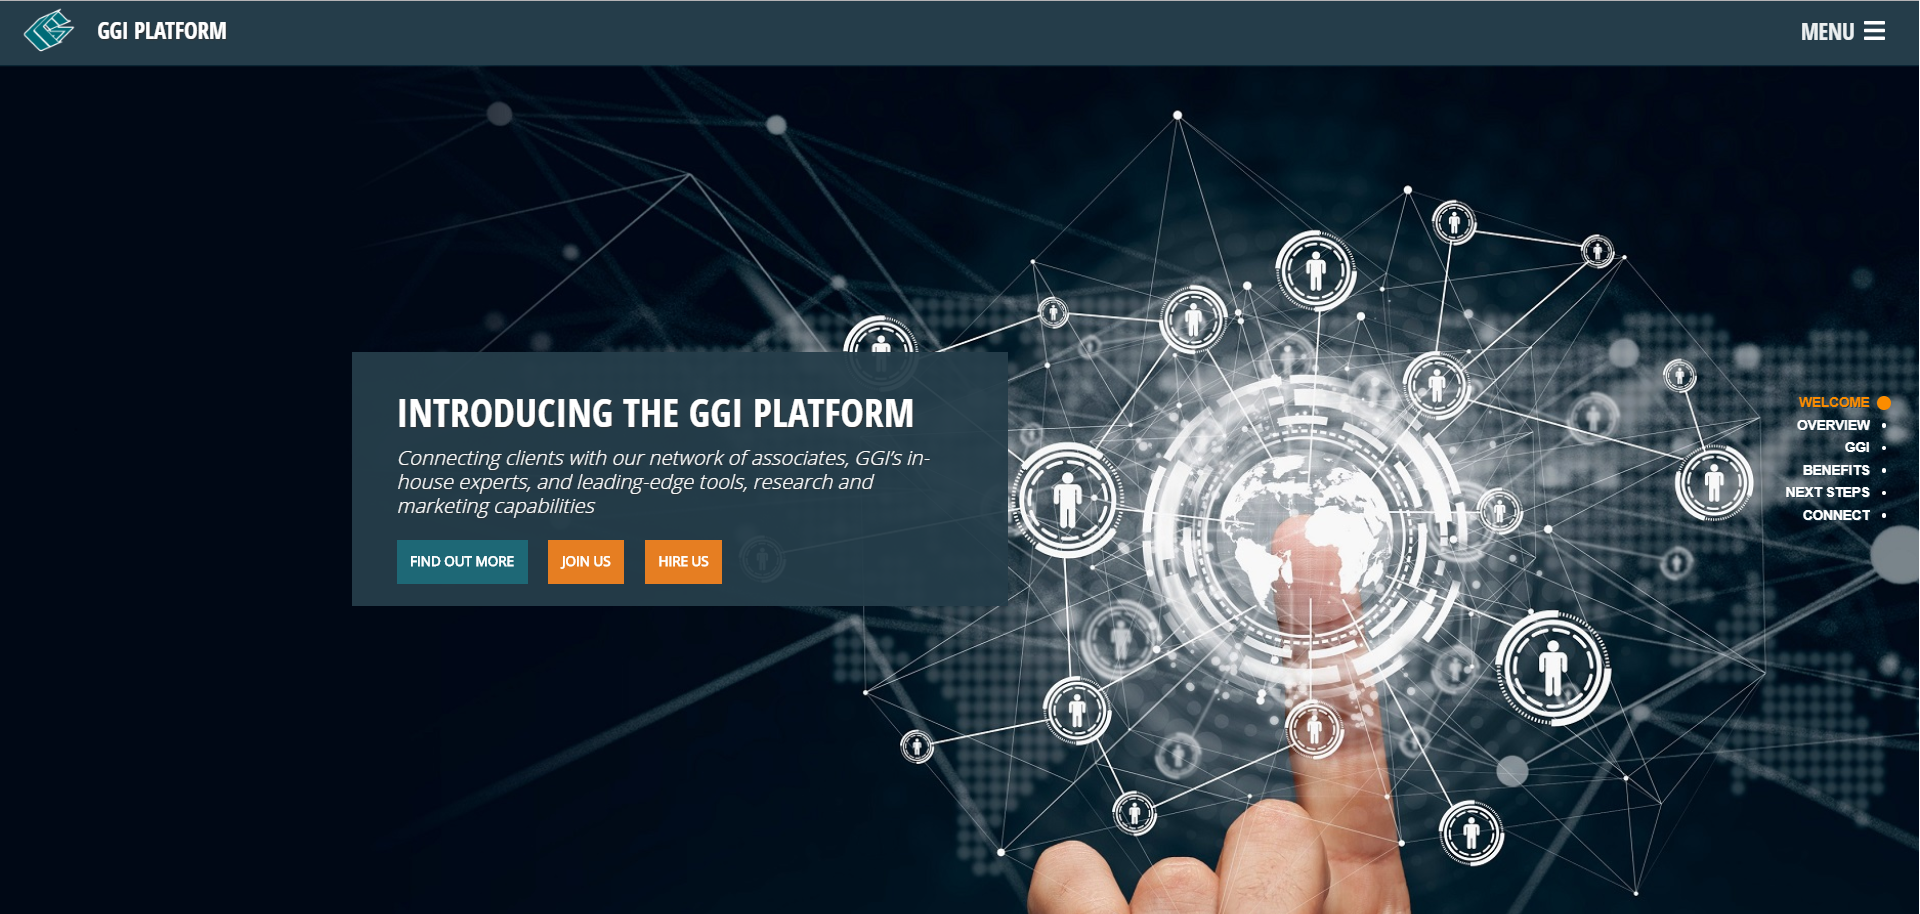 GGI PLATFORM
MENU
INTRODUCING THE GGI PLATFORM
Connecting clients with our network of associates, GGI's in-
house experts, and leading-edge tools, research and
marketing capabilities
FIND OUT MORE
JOIN US
HIRE US
WELCOME
OVERVIEW
GGI
BENEFITS
NEXT STEPS
CONNECT